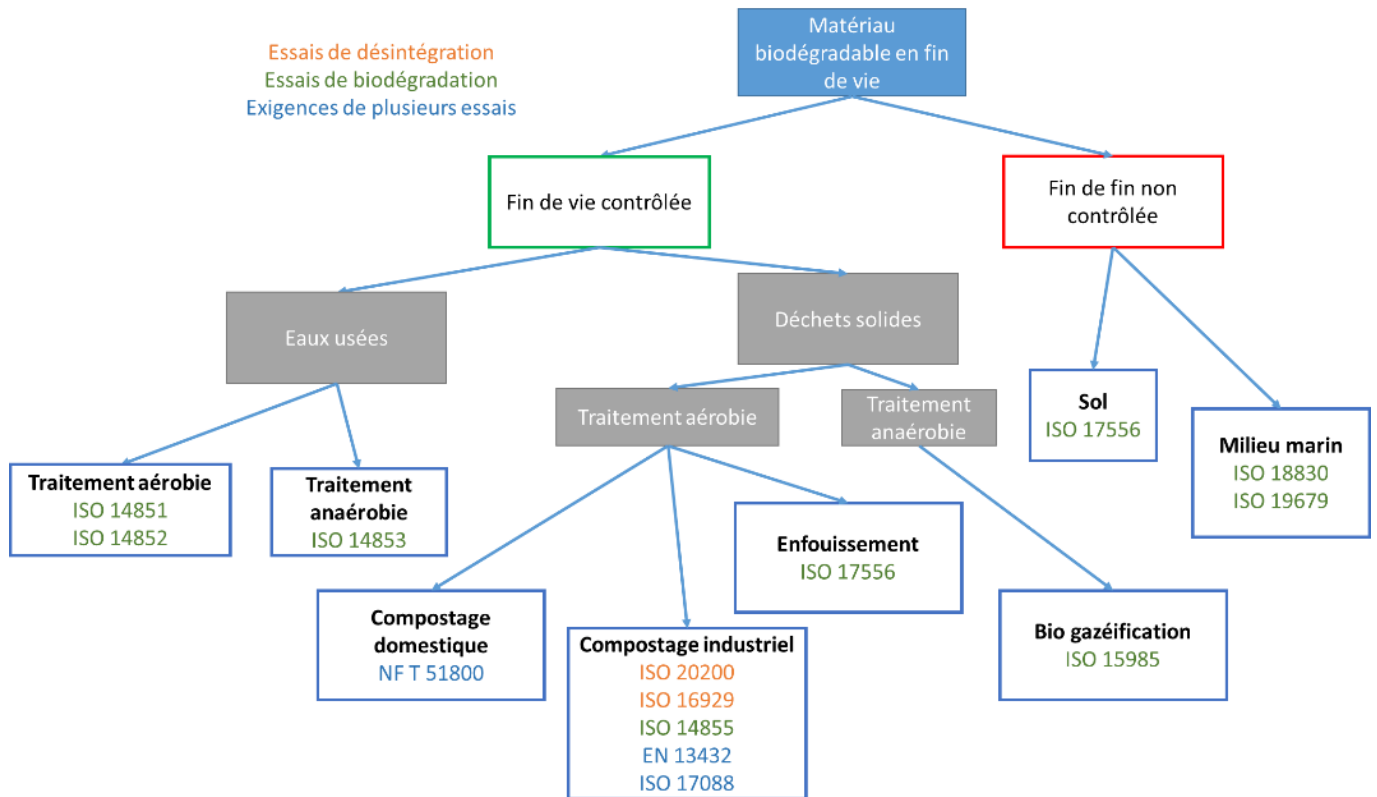 Matériau
biodégradable en fin
de vie
Essais de désintégration
Essais de biodégradation
Exigences de plusieurs essais
Fin de vie contrôlée
Fin de fin non
contrôlée
Eaux usées
Déchets solides
Traitement aérobie
Traitement
anaérobie
Sol
ISO 17556
Milieu marin
ISO 18830
ISO 19679
Traitement aérobie
ISO 14851
ISO 14852
Traitement
anaérobie
ISO 14853
Enfouissement
ISO 17556
Compostage
domestique
NF T 51800
Compostage industriel
ISO 20200
ISO 16929
ISO 14855
EN 13432
ISO 17088
Bio gazéification
ISO 15985